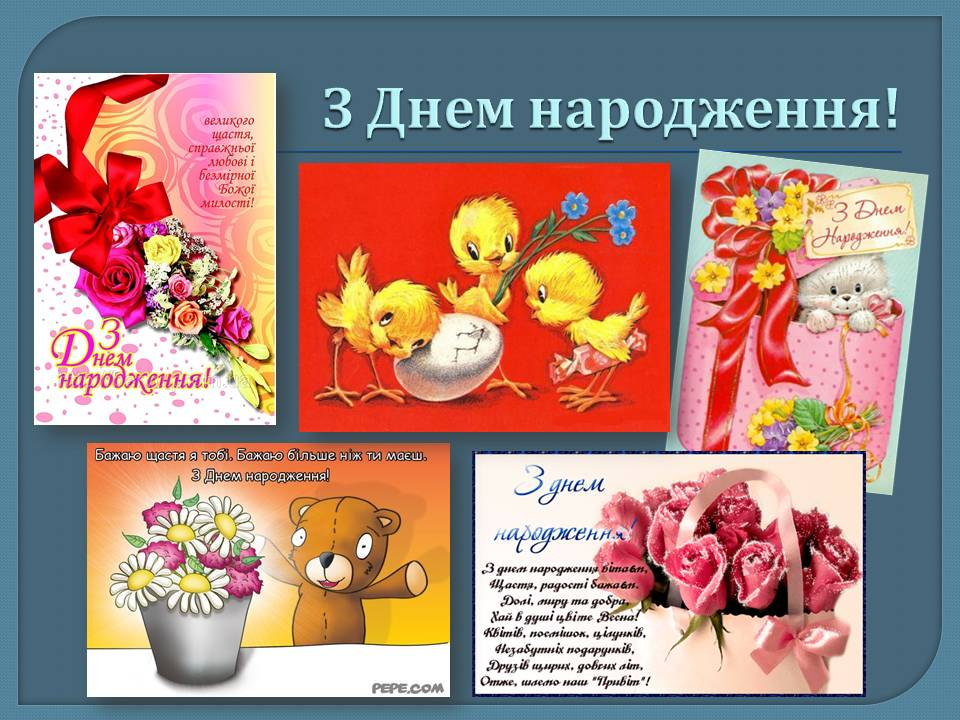 З Днем народження!
великого
щастя,
справжньої
любові і
безмірної
Божої
милості!
З
Днем
народження!
З Днем
Народження!
Бажаю щастя я тобі. Бажаю більше ніж ти маєш.
З Днем народження!
PEPE.COM
З днем
народження!
З днем народження вітаєм,
Щастя, радості бажаєм.
Долі, миру та добра,
Хай в душі цвіте Весна!
Квітів, посмішок, цілунків,
Незабутніх подарунків,
Друзів щирих, довгих літ,
Отже, шлемо наш "Привіт"!